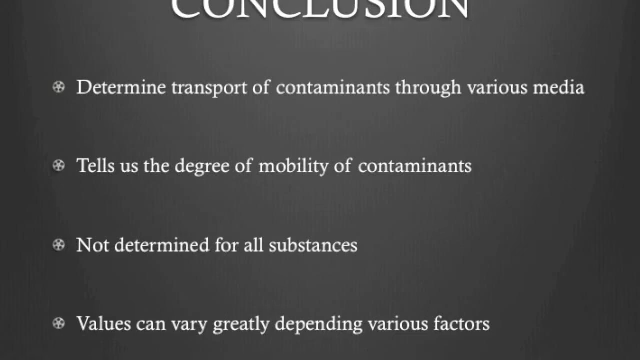 CONCLUSION
Determine transport of contaminants through various media
Tells us the degree of mobility of contaminants
Not determined for all substances
Values can vary greatly depending various factors